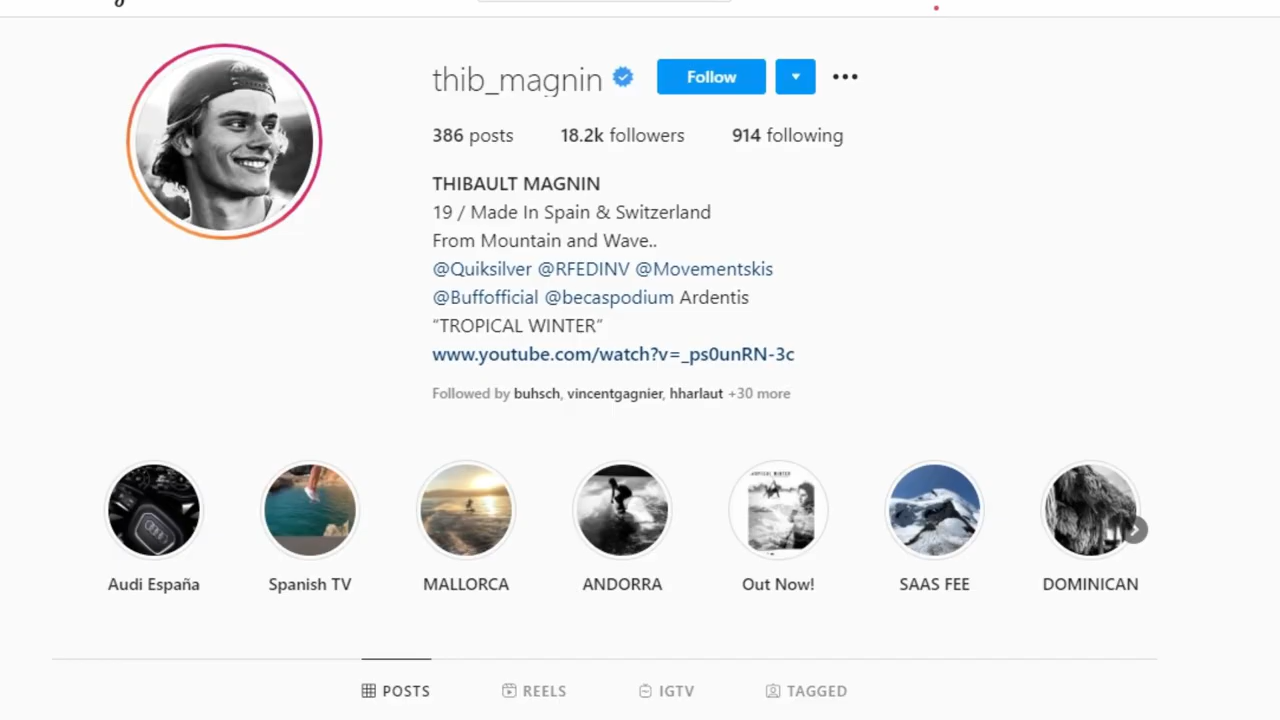 thib_magnin Follow
386 posts 18.2k followers 914 following
THIBAULT MAGNIN
19 / Made In Spain & Switzerland
From Mountain and Wave..
@Quiksilver @RFEDINV @Movementskis
@Buffofficial @becaspodium Ardentis
“TROPICAL WINTER”
www.youtube.com/watch?v=_ps0unRN-3c
Followed by buhsch, vincentgagnier, hharlaut +30 more
TROPICAL WINTER
Audi España Spanish TV MALLORCA ANDORRA Out Now! SAAS FEE DOMINICAN
POSTS REELS IGTV TAGGED